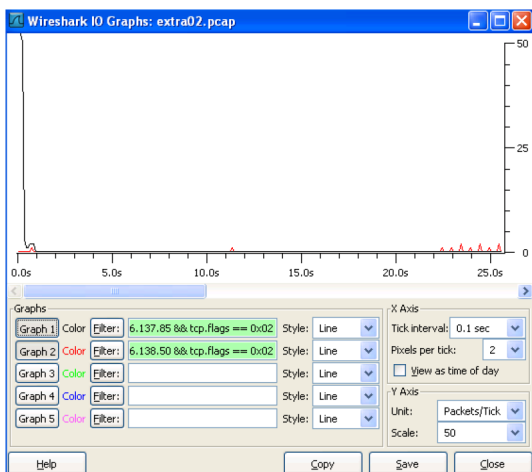 Wireshark IO Graphs: extra02.pcap
50
25
0
0.0s 5.0s 10.0s 15.0s 20.0s 25.0s
Graphs
Graph 1 Color Filter: 6.137.85 && tcp.flags == 0x02 Style: Line
Graph 2 Color Filter: 6.138.50 && tcp.flags == 0x02 Style: Line
Graph 3 Color Filter: Style: Line
Graph 4 Color Filter: Style: Line
Graph 5 Color Filter: Style: Line
X Axis
Tick interval: 0.1 sec
Pixels per tick: 2
View as time of day
Y Axis
Unit: Packets/Tick
Scale: 50
Help Copy Save Close